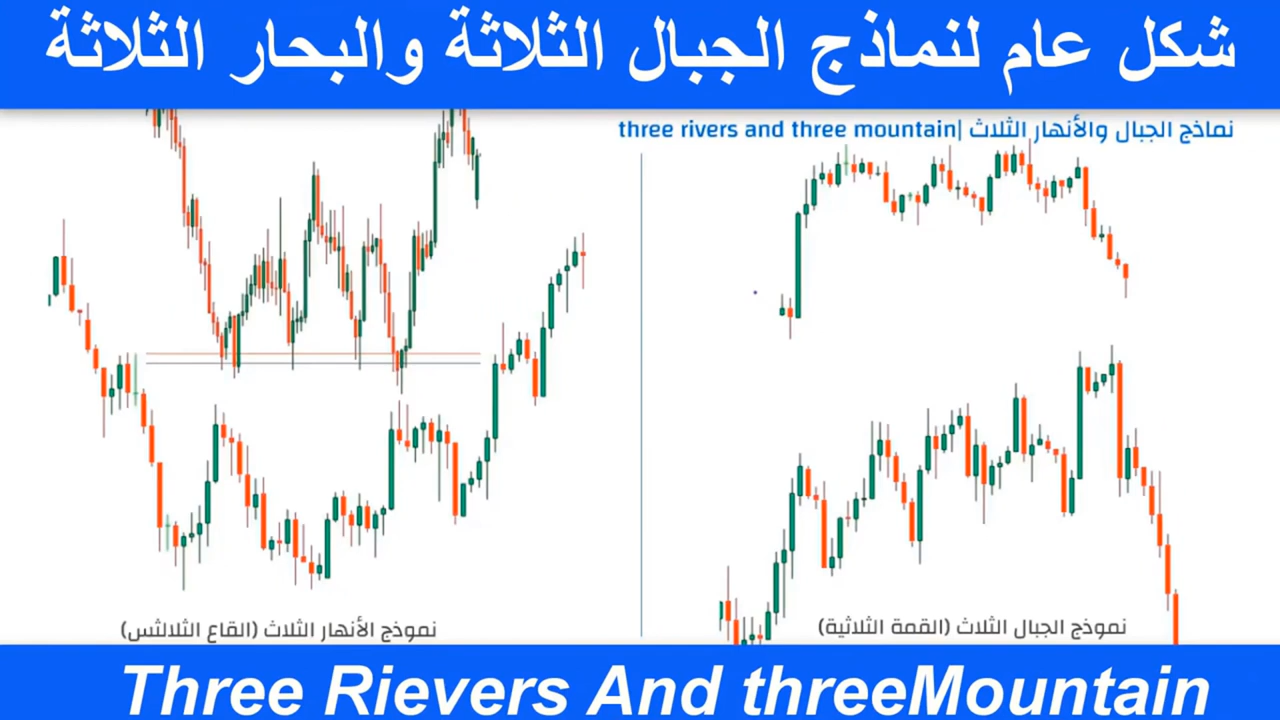 شكل عام لنماذج الجبال الثلاثة والبحار الثلاثة
نماذج الجبال والأنهار الثلاث |three rivers and three mountain
نموذج الجبال الثلاث (القمة الثلاثية)
نموذج الأنهار الثلاث (القاع الثلالثس)
Three Rievers And threeMountain